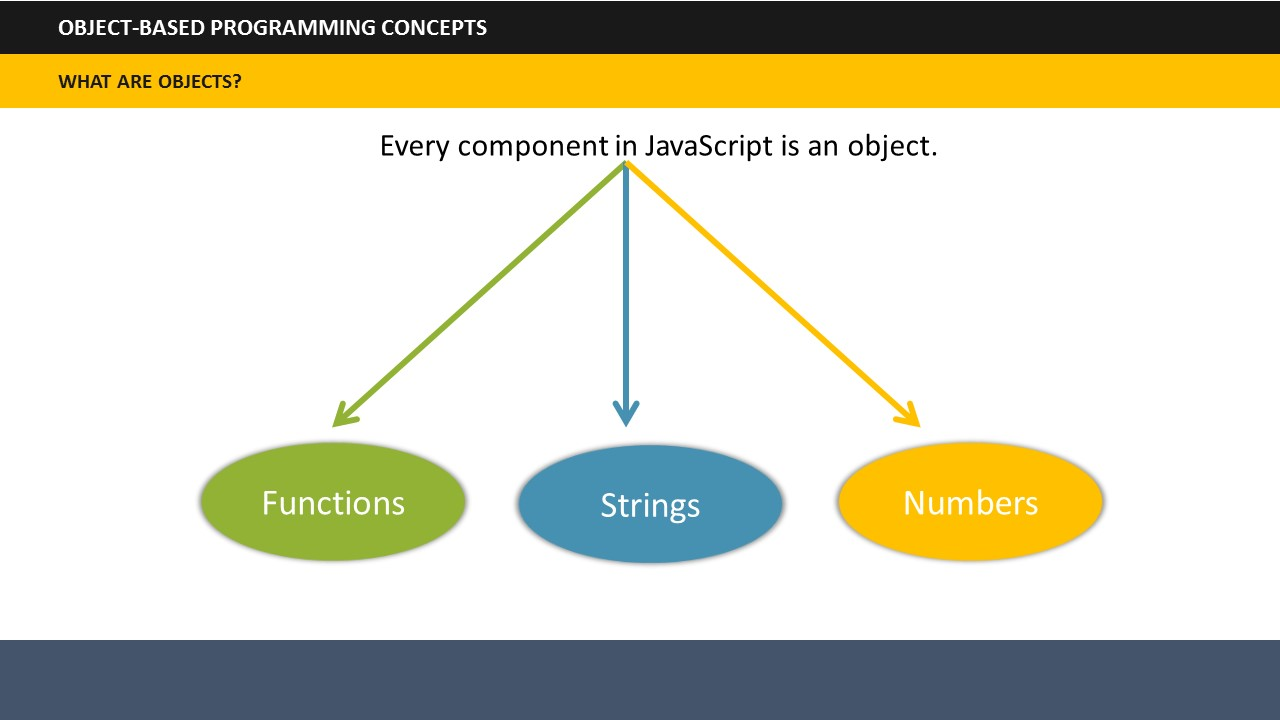 OBJECT-BASED PROGRAMMING CONCEPTS
WHAT ARE OBJECTS?
Every component in JavaScript is an object.
Functions
Strings
Numbers